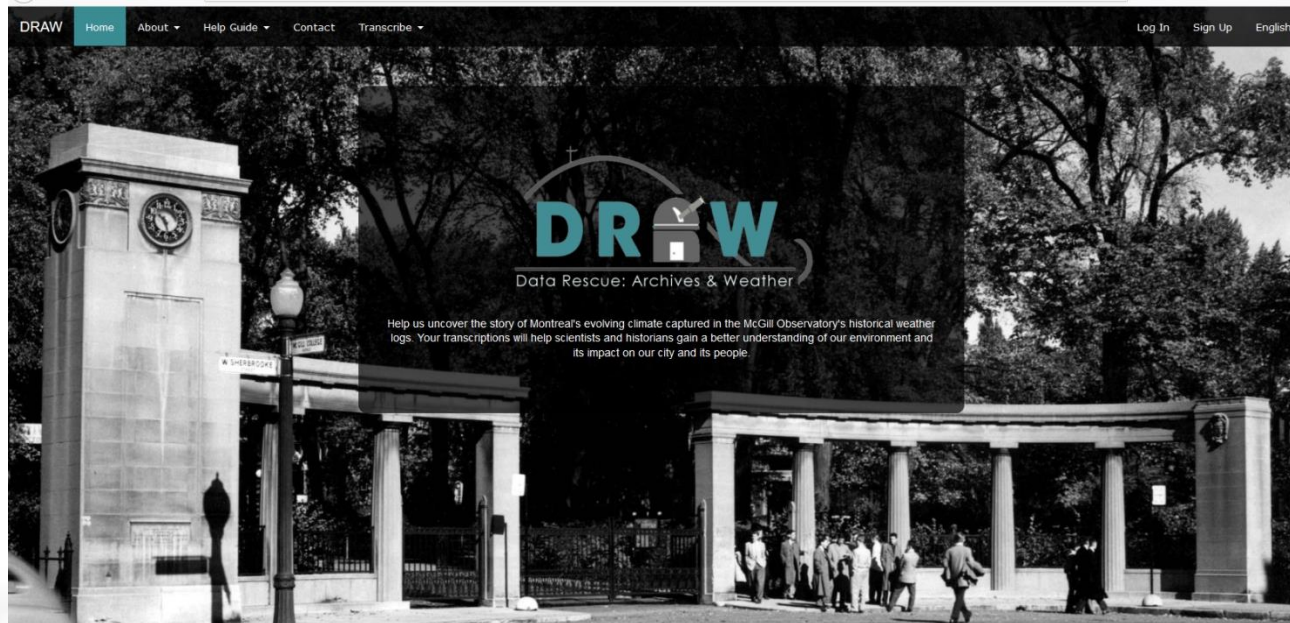 DRAW Home About Help Guide Contact Transcribe Log In Sign Up English
DRAW
Data Rescue: Archives & Weather
Help us uncover the story of Montreal's evolving climate captured in the McGill Observatory's historical weather
logs. Your transcriptions will help scientists and historians gain a better understanding of our environment and
its impact on our city and its people.
W SHERBROOKE